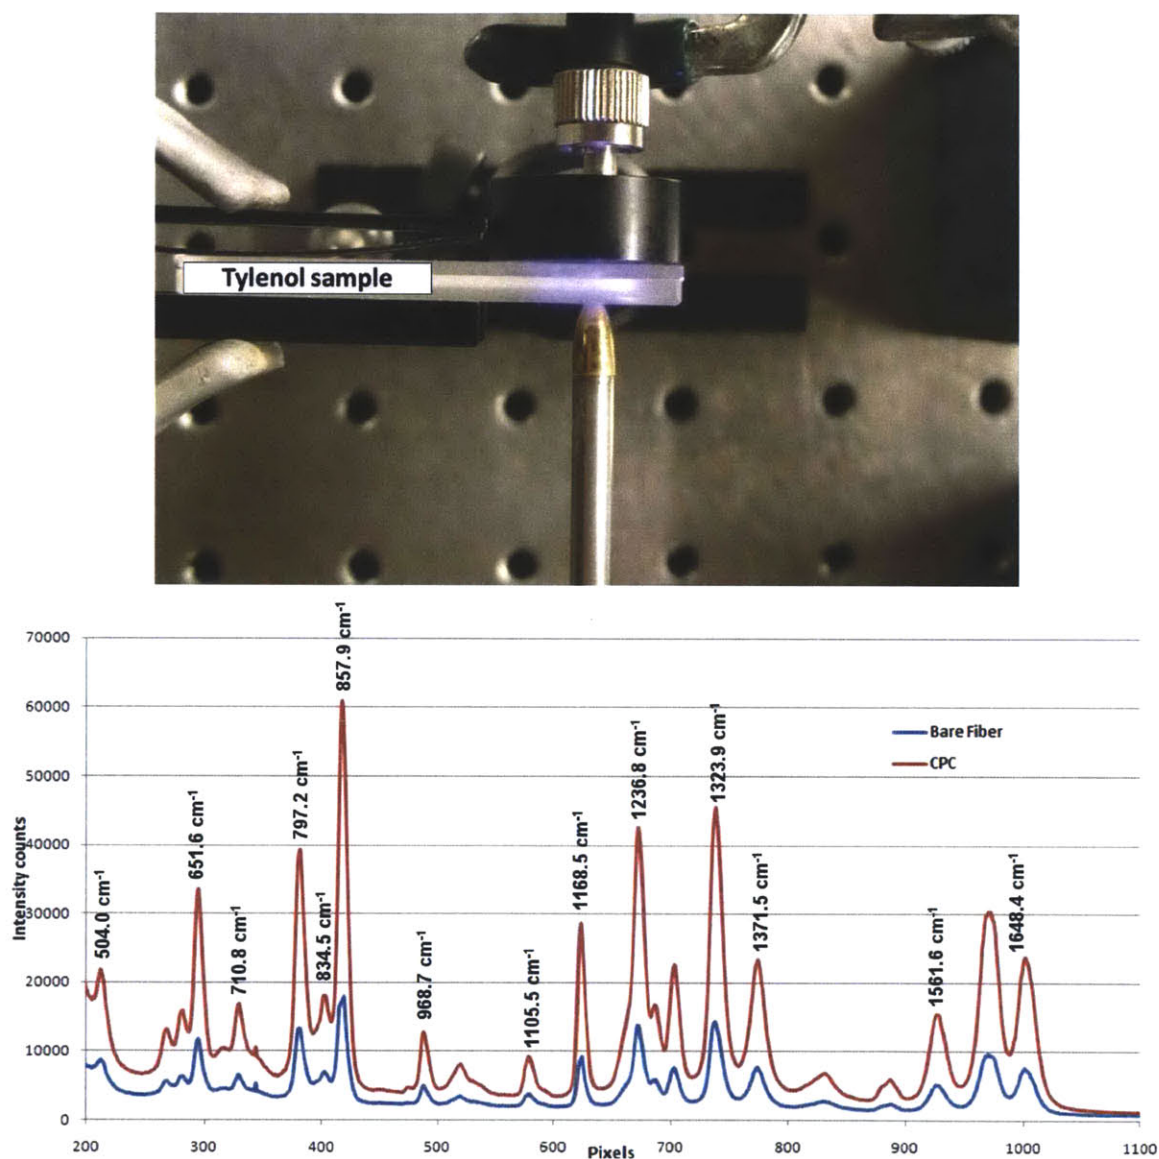 Tylenol sample
70000
60000
50000
40000
30000
20000
10000
0
Intensity counts
504.0 cm-1
651.6 cm-1
710.8 cm-1
797.2 cm-1
834.5 cm-1
857.9 cm-1
968.7 cm-1
1105.5 cm-1
1168.5 cm-1
1236.8 cm-1
1323.9 cm-1
1371.5 cm-1
1561.6 cm-1
1648.4 cm-1
Bare Fiber
CPC
200 300 400 500 600 700 800 900 1000 1100
Pixels